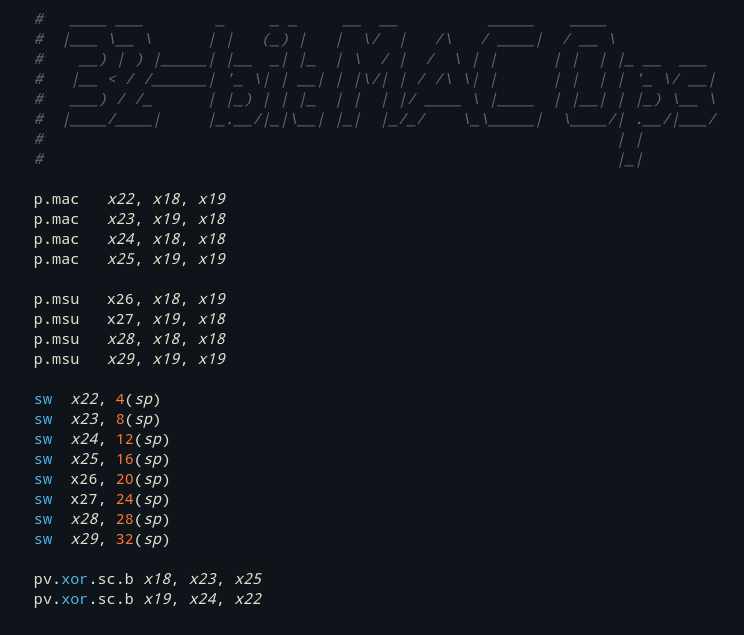 #   ____ ___        _     _ _     __  __          _____    ____
#  |___ \__ \      | |   (_) |   |  \/  |   /\   / ____|  / __ \
#    __) | ) |_____| |__  _| |_  | \  / |  /  \ | |      | |  | |_ __  ___
#   |__ < / /______| '_ \| | __| | |\/| | / /\ \| |      | |  | | '_ \/ __|
#   ___) / /_      | |_) | | |_  | |  | |/ ____ \ |____  | |__| | |_) \__ \
#  |____/____|     |_.__/|_|\__| |_|  |_/_/    \_\_____|  \____/| .__/|___/
#                                                               | |
#                                                               |_|
p.mac   x22, x18, x19
p.mac   x23, x19, x18
p.mac   x24, x18, x18
p.mac   x25, x19, x19
p.msu   x26, x18, x19
p.msu   x27, x19, x18
p.msu   x28, x18, x18
p.msu   x29, x19, x19
sw  x22, 4(sp)
sw  x23, 8(sp)
sw  x24, 12(sp)
sw  x25, 16(sp)
sw  x26, 20(sp)
sw  x27, 24(sp)
sw  x28, 28(sp)
sw  x29, 32(sp)
pv.xor.sc.b x18, x23, x25
pv.xor.sc.b x19, x24, x22